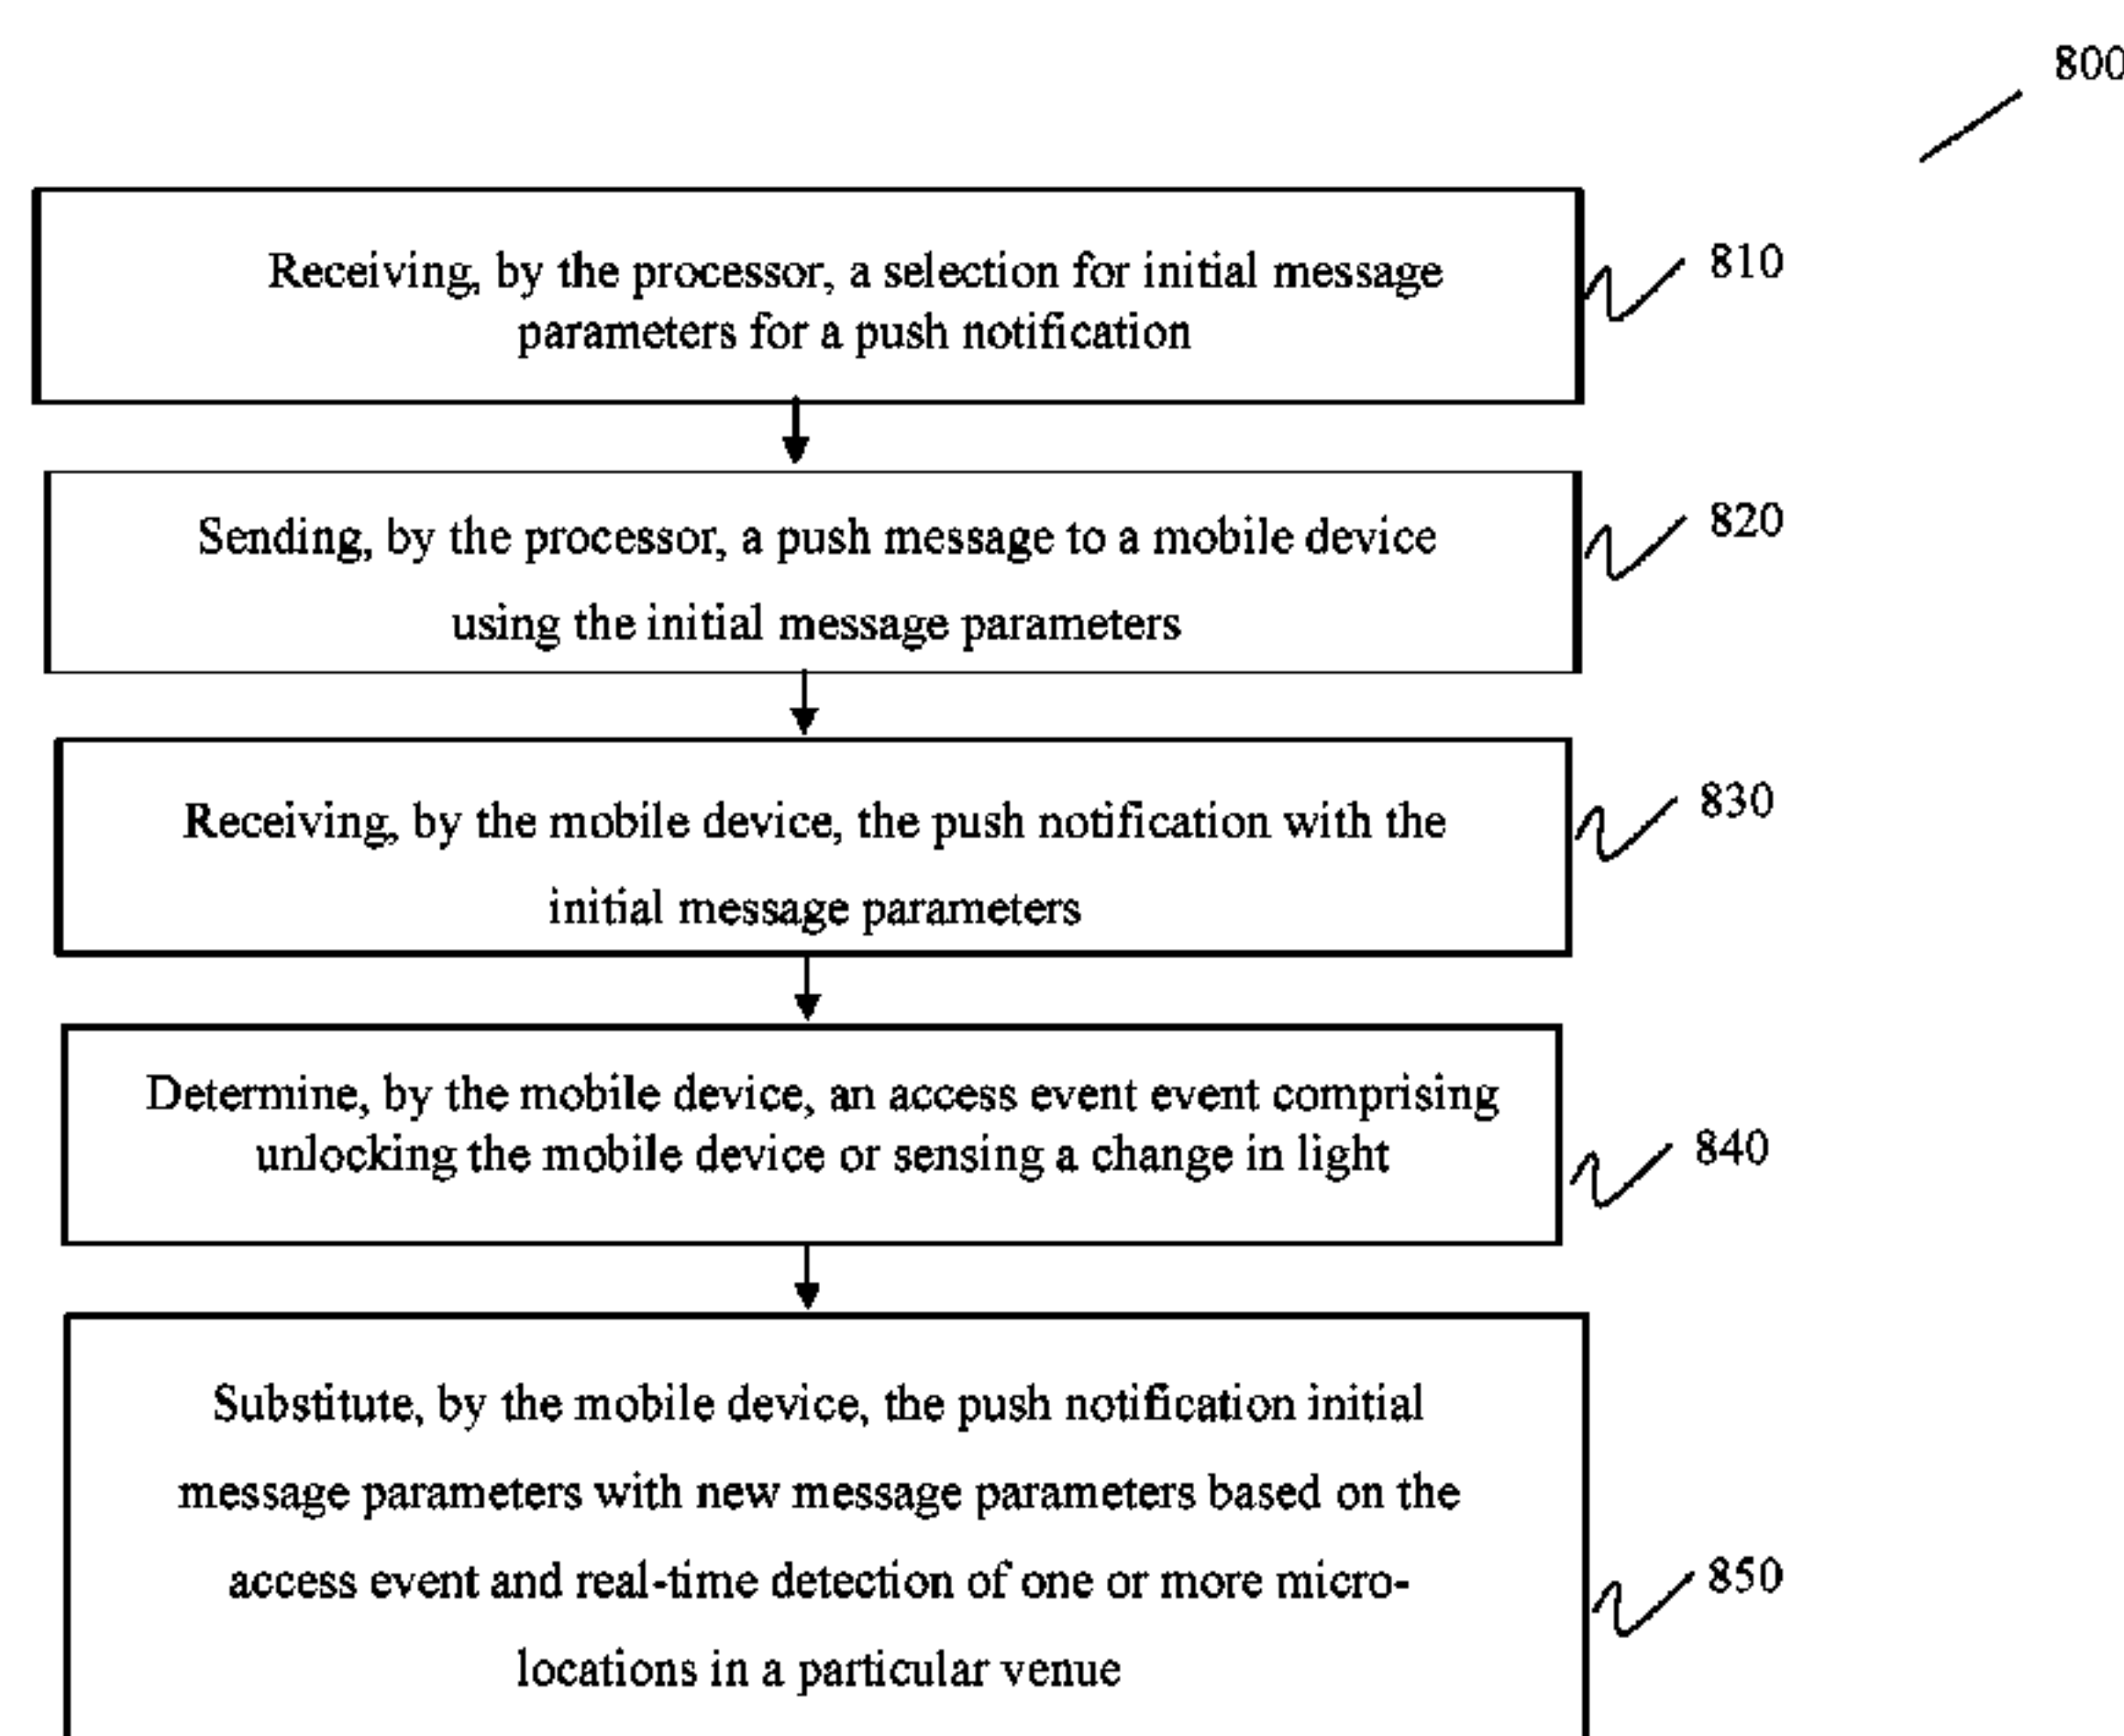 800
Receiving, by the processor, a selection for initial message
parameters for a push notification
810
Sending, by the processor, a push message to a mobile device
using the initial message parameters
820
Receiving, by the mobile device, the push notification with the
initial message parameters
830
Determine, by the mobile device, an access event event comprising
unlocking the mobile device or sensing a change in light
840
Substitute, by the mobile device, the push notification initial
message parameters with new message parameters based on the
access event and real-time detection of one or more micro-
locations in a particular venue
850